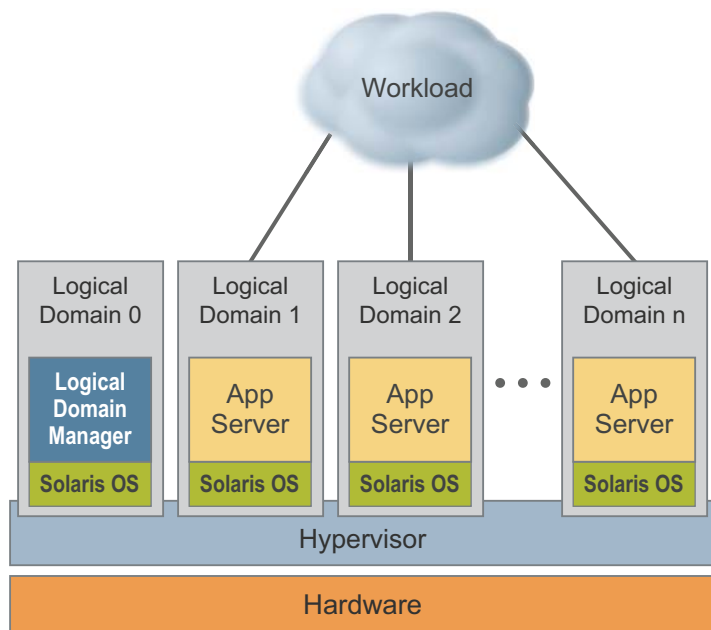 Workload
Logical
Domain 0
Logical
Domain 1
Logical
Domain 2
Logical
Domain n
Logical
Domain
Manager
App
Server
App
Server
App
Server
Solaris OS
Solaris OS
Solaris OS
Solaris OS
Hypervisor
Hardware